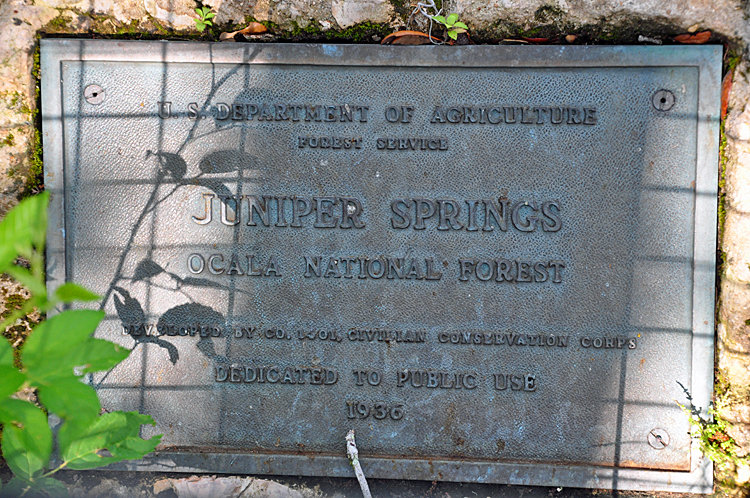 U. S. DEPARTMENT OF AGRICULTURE
FOREST SERVICE
JUNIPER SPRINGS
OCALA NATIONAL FOREST
DEVELOPED BY CO. 1401, CIVILIAN CONSERVATION CORPS
DEDICATED TO PUBLIC USE
1936